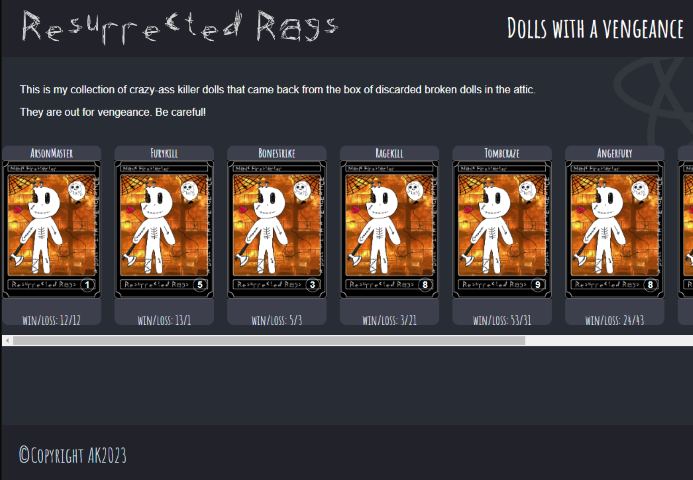 Resurrected Rags
Dolls with a vengeance
This is my collection of crazy-ass killer dolls that came back from the box of discarded broken dolls in the attic.
They are out for vengeance. Be careful!
ArsonMaster
Furykill
Bonestrike
Ragekill
Tombcraze
Angerfury
Resurrected Rags 1
Resurrected Rags 5
Resurrected Rags 3
Resurrected Rags 8
Resurrected Rags 9
Resurrected Rags 8
win/loss: 12/12
win/loss: 13/1
win/loss: 5/3
win/loss: 3/21
win/loss: 53/31
win/loss: 24/43
©Copyright AK2023